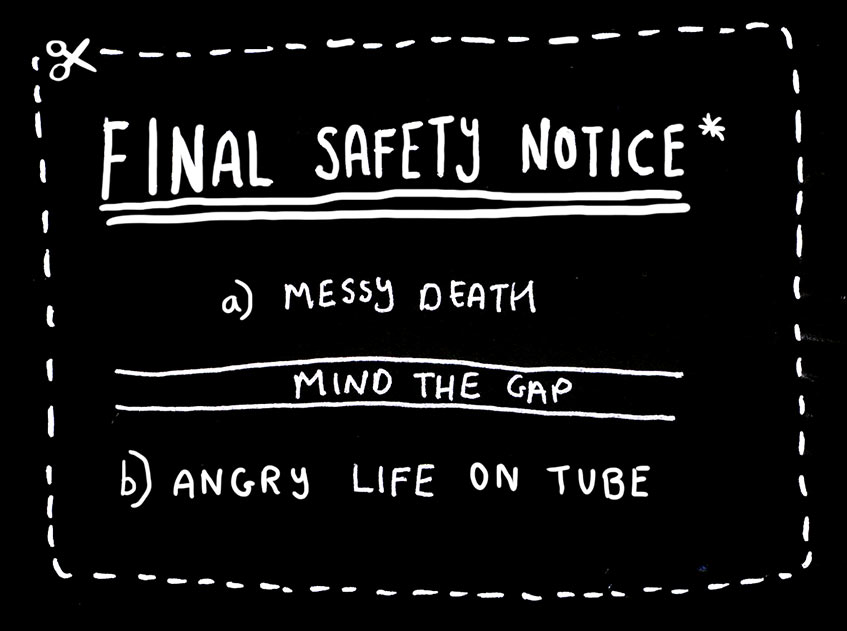 FINAL SAFETY NOTICE*
a) MESSY DEATH
MIND THE GAP
b) ANGRY LIFE ON TUBE